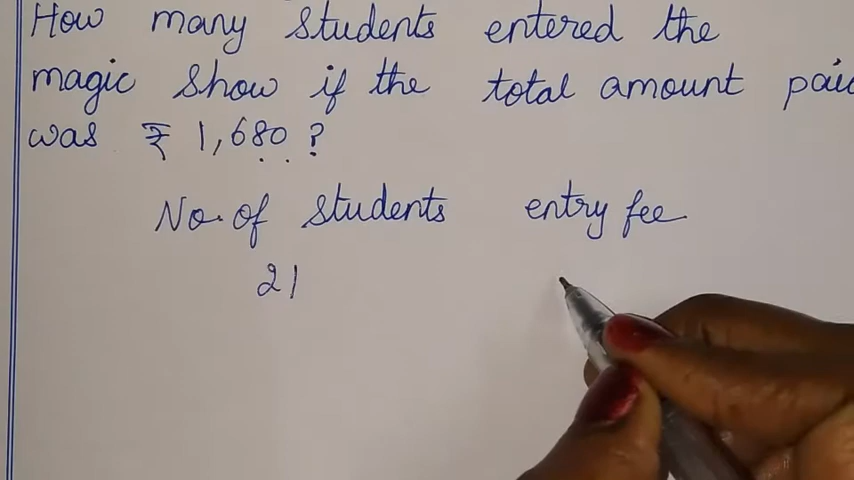 How many students entered the
magic show if the total amount paid
was ₹ 1,680 ?
No. of students entry fee
21